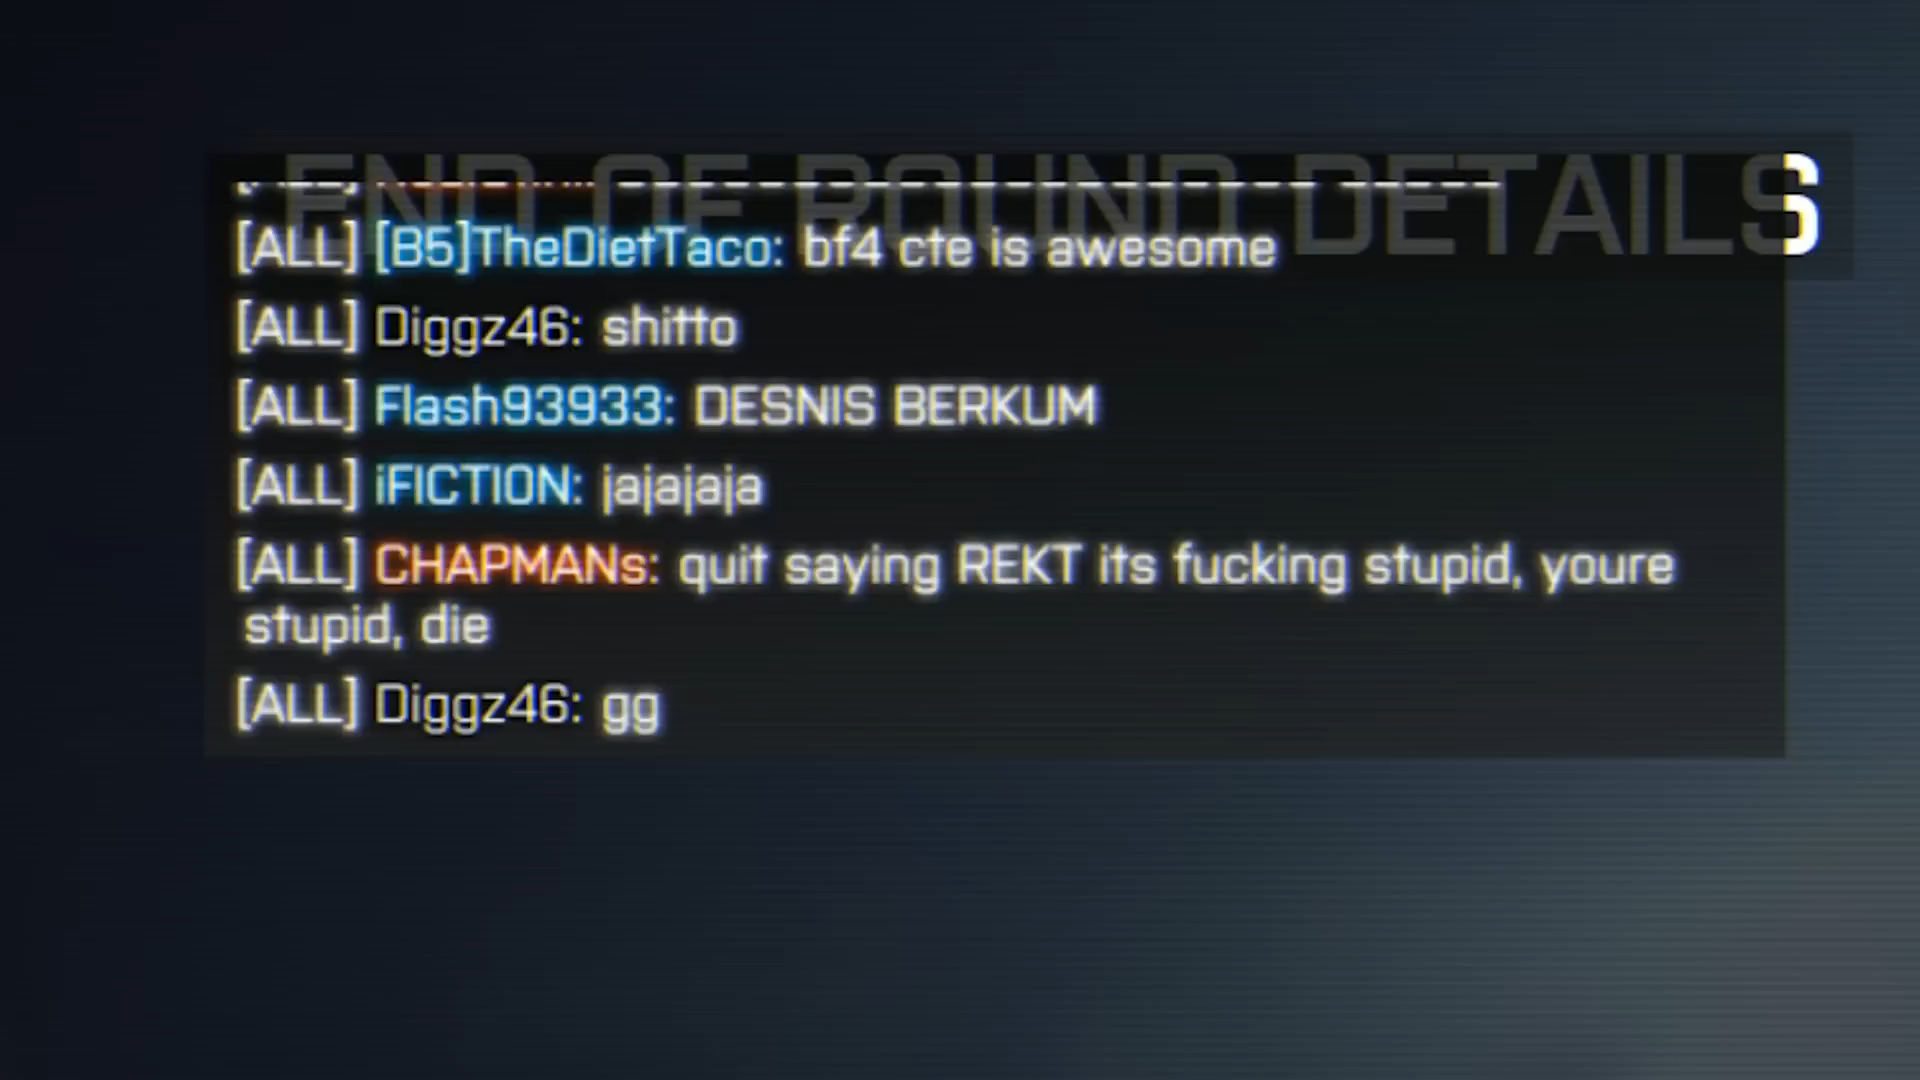 END OF ROUND DETAILS
[ALL] [B5]TheDietTaco: bf4 cte is awesome
[ALL] Diggz46: shitto
[ALL] Flash93933: DESNIS BERKUM
[ALL] iFICTION: jajajaja
[ALL] CHAPMANs: quit saying REKT its fucking stupid, youre
stupid, die
[ALL] Diggz46: gg